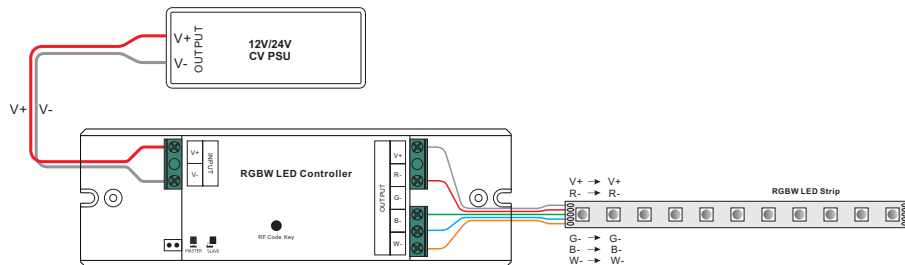 V+
V-
OUTPUT
12V/24V
CV PSU
V+ V-
V+
V-
INPUT
RGBW LED Controller
RF Code Key
MASTER SLAVE
OUTPUT
V+
R-
G-
B-
W-
V+ → V+
R- → R-
RGBW LED Strip
G- → G-
B- → B-
W- → W-